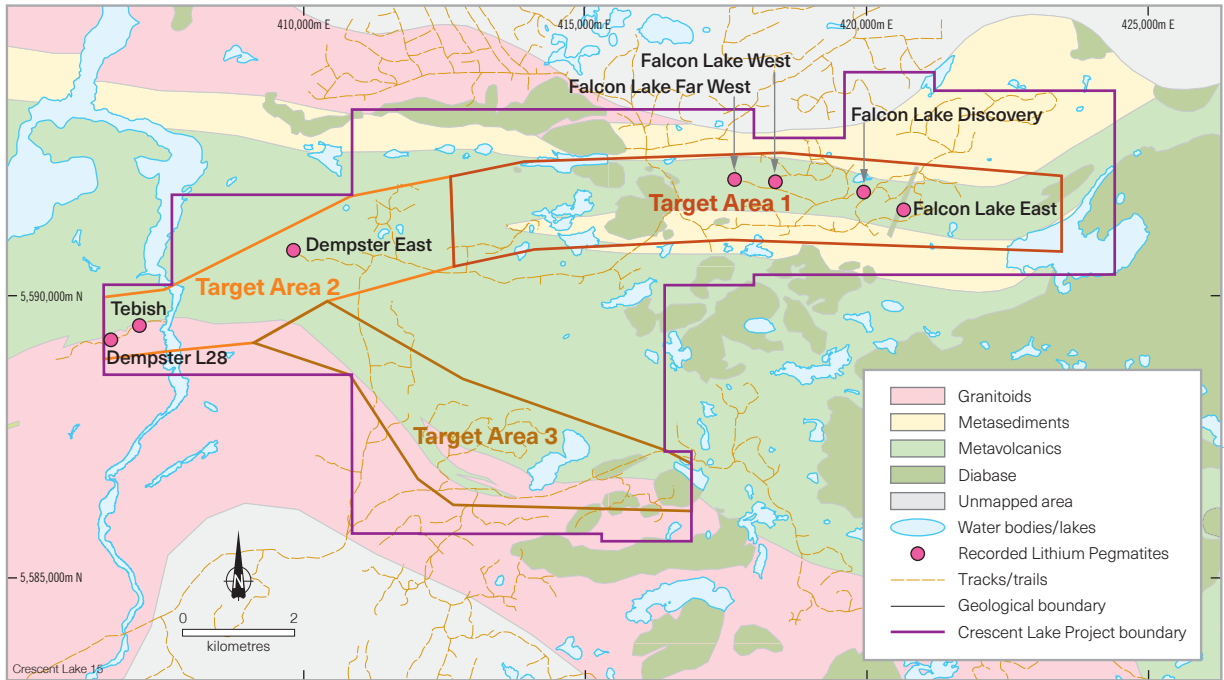 410,000m E
415,000m E
420,000m E
425,000m E
Falcon Lake West
Falcon Lake Far West
Falcon Lake Discovery
Target Area 1
Falcon Lake East
Dempster East
Target Area 2
5,590,000m N
Tebish
Dempster L28
Target Area 3
Granitoids
Metasediments
Metavolcanics
Diabase
Unmapped area
Water bodies/lakes
Recorded Lithium Pegmatites
Tracks/trails
Geological boundary
Crescent Lake Project boundary
5,585,000m N
N
0 2
kilometres
Crescent Lake 15